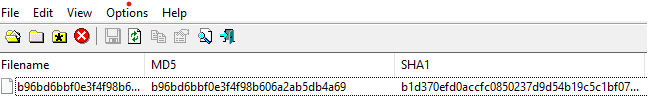 File Edit View Options Help
Filename MD5 SHA1
b96bd6bbf0e3f4f98b6... b96bd6bbf0e3f4f98b606a2ab5db4a69 b1d370efd0accfc0850237d9d54b19c5c1bf07...